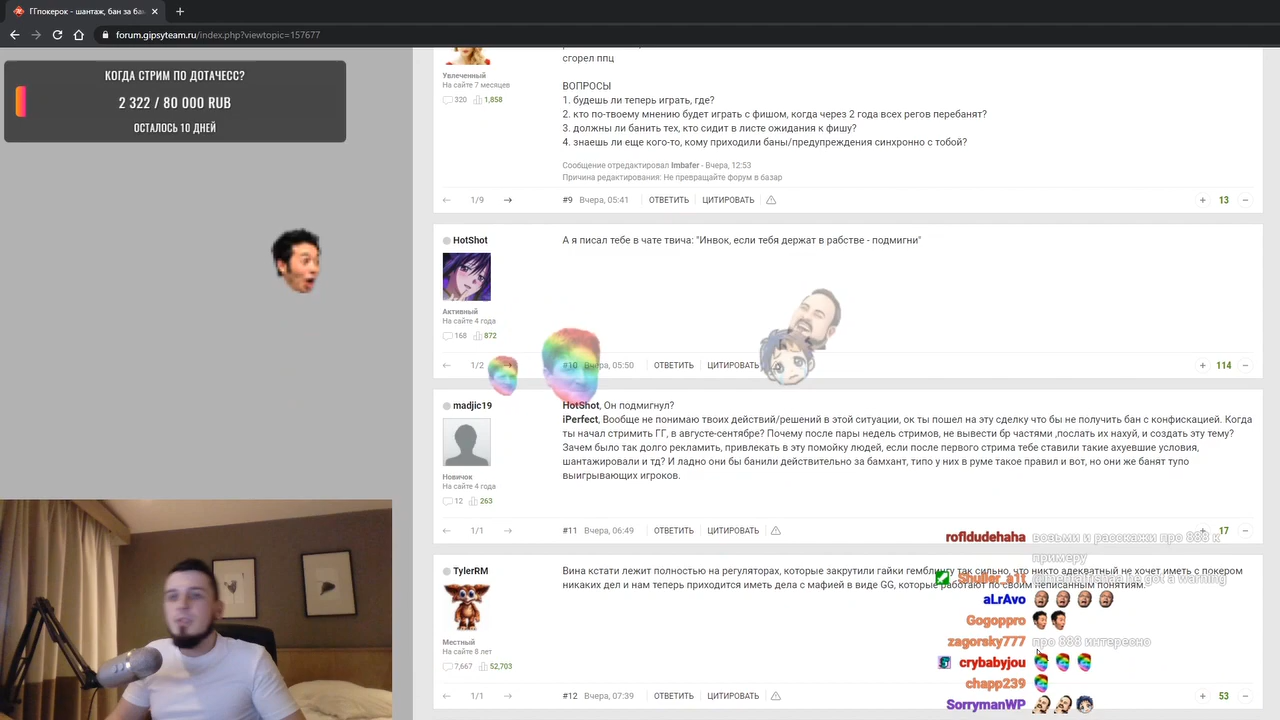 ГГпокерок - шантаж, бан за ба
forum.gipsyteam.ru/index.php?viewtopic=157677
КОГДА СТРИМ ПО ДОТАЧЕСС?
2 322 / 80 000 RUB
ОСТАЛОСЬ 10 ДНЕЙ
сгорел ппц
Увлеченный
На сайте 7 месяцев
320 1,858
ВОПРОСЫ
1. будешь ли теперь играть, где?
2. кто по-твоему мнению будет играть с фишом, когда через 2 года всех регов перебанят?
3. должны ли банить тех, кто сидит в листе ожидания к фишу?
4. знаешь ли еще кого-то, кому приходили баны/предупреждения синхронно с тобой?
Сообщение отредактировал Imbafer - Вчера, 12:53
Причина редактирования: Не превращайте форум в базар
1/9 #9 Вчера, 05:41 ОТВЕТИТЬ ЦИТИРОВАТЬ + 13 −
HotShot
А я писал тебе в чате твича: "Инвок, если тебя держат в рабстве - подмигни"
Активный
На сайте 4 года
168 872
1/2 #10 Вчера, 05:50 ОТВЕТИТЬ ЦИТИРОВАТЬ + 114 −
madjic19
HotShot, Он подмигнул?
iPerfect, Вообще не понимаю твоих действий/решений в этой ситуации, ок ты пошел на эту сделку что бы не получить бан с конфискацией. Когда
ты начал стримить ГГ, в августе-сентябре? Почему после пары недель стримов, не вывести бр частями ,послать их нахуй, и создать эту тему?
Зачем было так долго рекламить, привлекать в эту помойку людей, если после первого стрима тебе ставили такие ахуевшие условия,
шантажировали и тд? И ладно они бы банили действительно за бамхант, типо у них в руме такое правил и вот, но они же банят тупо
выигрывающих игроков.
Новичок
На сайте 4 года
12 263
1/1 #11 Вчера, 06:49 ОТВЕТИТЬ ЦИТИРОВАТЬ + 17 −
rofldudehaha возьми и расскажи про 888 к
примеру
TylerRM
Вина кстати лежит полностью на регуляторах, которые закрутили гайки гемблингу так сильно, что никто адекватный не хочет иметь с покером
никаких дел и нам теперь приходится иметь дела с мафией в виде GG, которые работают по своим неписанным понятиям.
got a warning
aLrAvo
Gogoppro
Местный
На сайте 8 лет
zagorsky777 про 883 интересно
7,667 52,703
crybabyjou
chapp239
1/1 #12 Вчера, 07:39 ОТВЕТИТЬ ЦИТИРОВАТЬ + 53 −
SorrymanWP